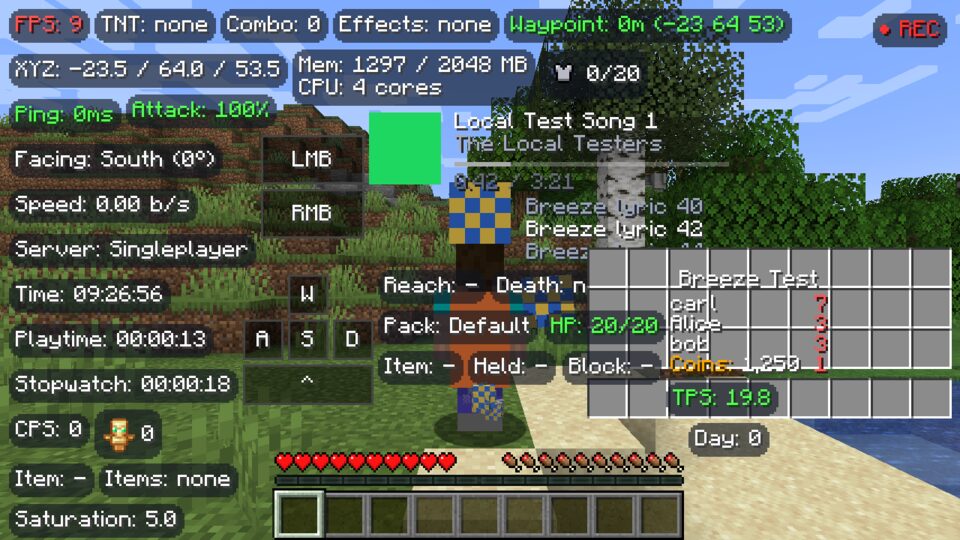 FPS: 9 TNT: none Combo: 0 Effects: none Waypoint: 0m (-23 64 53) REC
XYZ: -23.5 / 64.0 / 53.5 Mem: 1297 / 2048 MB 0/20
CPU: 4 cores
Ping: 0ms Attack: 100%
Local Test Song 1
The Local Testers
Facing: South (0°) LMB
0:42 / 3:21
Speed: 0.00 b/s RMB
Breeze lyric 40
Breeze lyric 42
Server: Singleplayer
Breeze
Breeze Test
Reach: - Death:
Time: 09:26:56 W
carl 7
Alice 3
Pack: Default HP: 20/20
Playtime: 00:00:13 A S D
bob 3
Coins: 1,250 1
Item: - Held: - Block: -
Stopwatch: 00:00:18 ^
TPS: 19.8
CPS: 0 0
Day: 0
Item: - Items: none
Saturation: 5.0